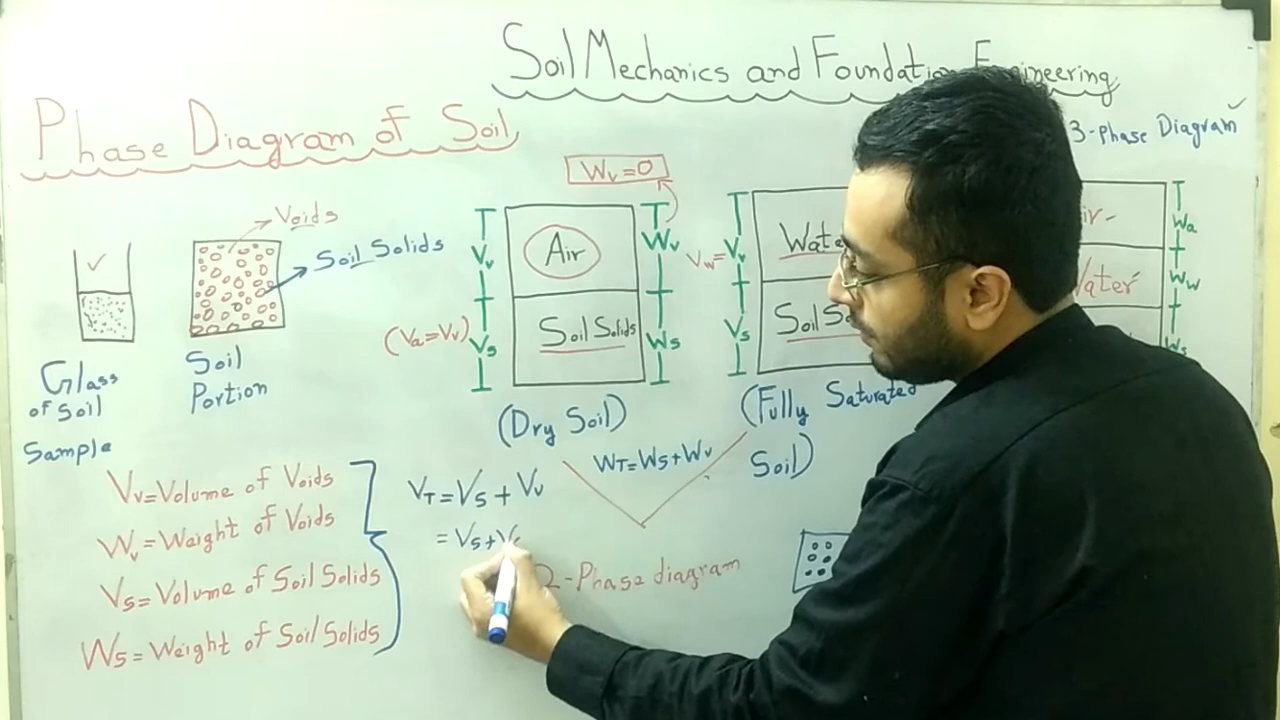 Soil Mechanics and Foundation Engineering
Phase Diagram of Soil
3-phase Diagram
Wv=0
Voids
Soil Solids
Air
Vv
Wv
Soil Solids
Vs
Ws
(Va=Vv)
(Dry Soil)
Vw=Vv
Vs
(Fully Saturated
Soil)
Water
Wa
Ww
Ws
Glass
of Soil
Sample
Soil
Portion
WT=Ws+Wv
Vv=Volume of Voids
Wv=Weight of Voids
Vs=Volume of Soil Solids
Ws=Weight of Soil Solids
VT=Vs+Vv
=Vs+
2-Phase diagram